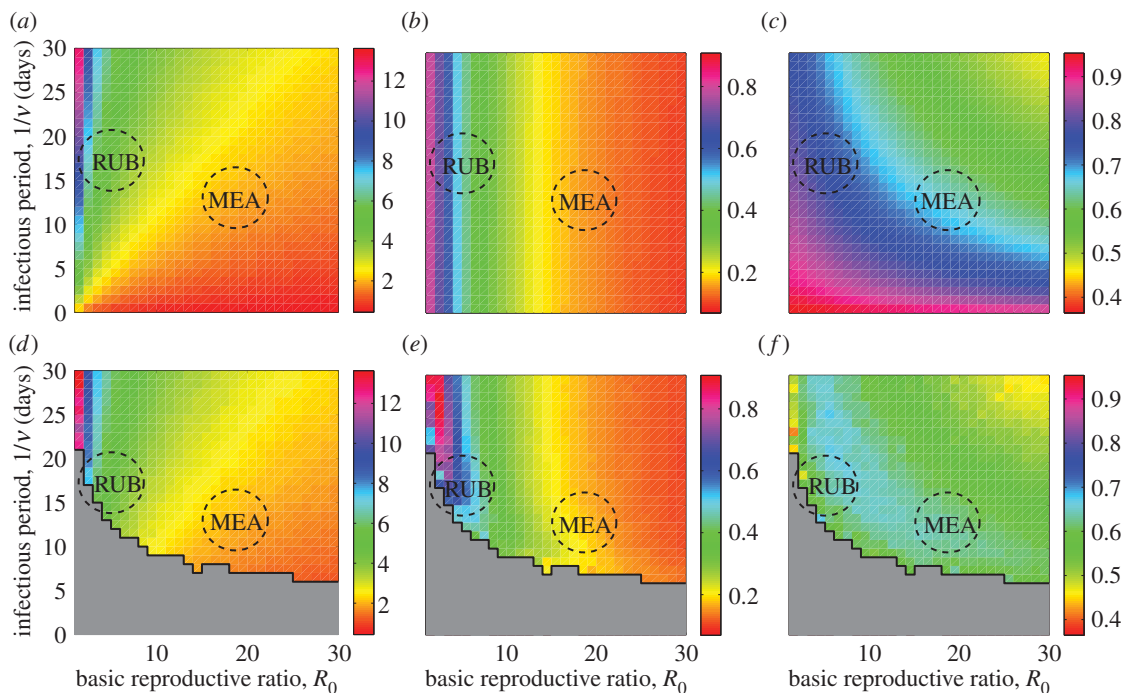 (a) (b) (c)
infectious period, 1/ν (days)
30
25
20
15
10
5
0
RUB
MEA
12
10
8
6
4
2
RUB
MEA
0.8
0.6
0.4
0.2
RUB
MEA
0.9
0.8
0.7
0.6
0.5
0.4
(d) (e) (f)
infectious period, 1/ν (days)
30
25
20
15
10
5
0
RUB
MEA
12
10
8
6
4
2
RUB
MEA
0.8
0.6
0.4
0.2
RUB
MEA
0.9
0.8
0.7
0.6
0.5
0.4
10 20 30
10 20 30
10 20 30
basic reproductive ratio, R0
basic reproductive ratio, R0
basic reproductive ratio, R0